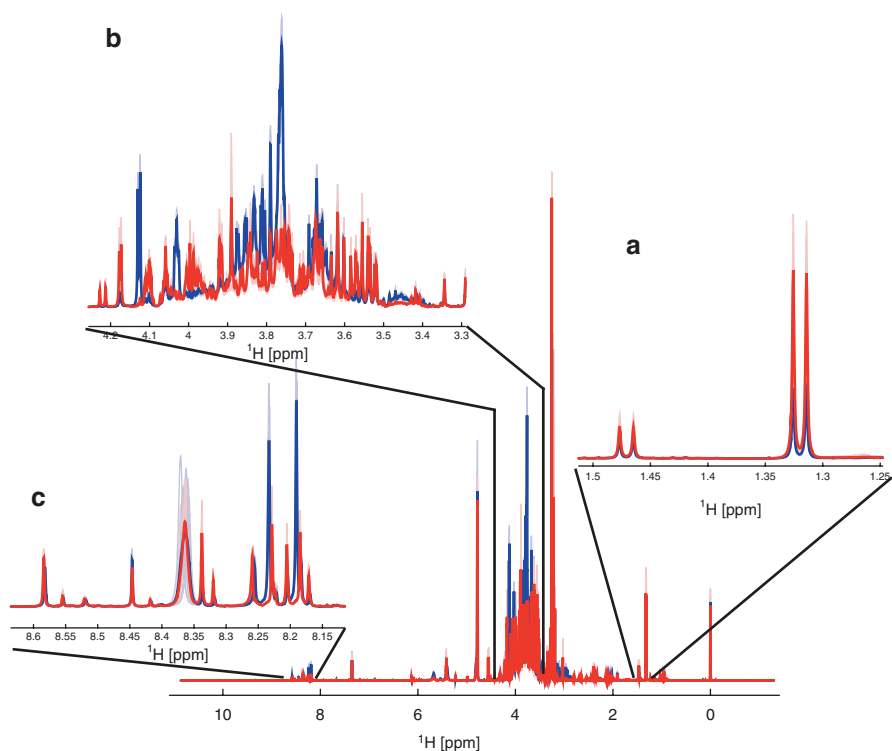 b
4.2 4.1 4 3.9 3.8 3.7 3.6 3.5 3.4 3.3
¹H [ppm]
a
1.5 1.45 1.4 1.35 1.3 1.25
¹H [ppm]
c
8.6 8.55 8.5 8.45 8.4 8.35 8.3 8.25 8.2 8.15
¹H [ppm]
10 8 6 4 2 0
¹H [ppm]